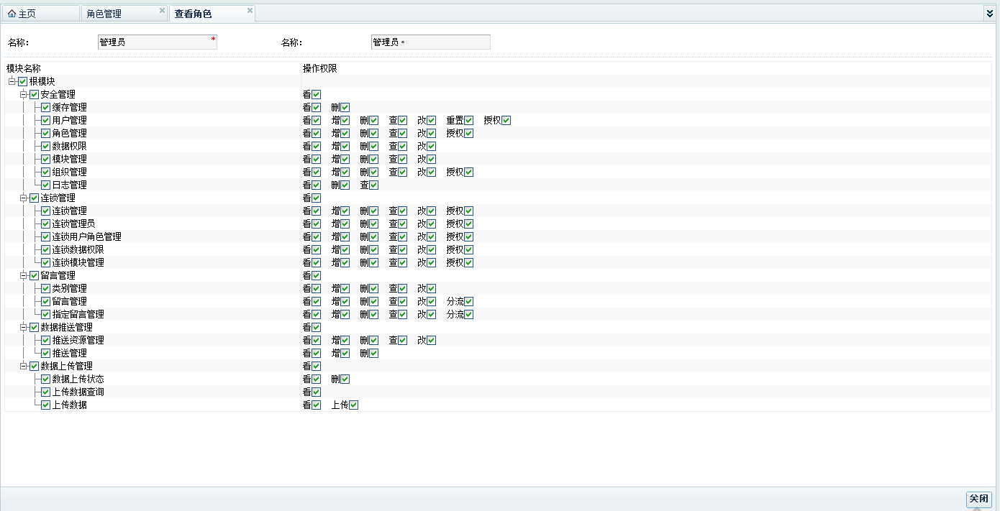 主页 角色管理 查看角色
名称： 管理员 * 名称： 管理员。
模块名称 操作权限
根模块
安全管理 看
缓存管理 看 删
用户管理 看 增 删 查 改 重置 授权
角色管理 看 增 删 查 改 授权
数据权限 看 增 删 查 改
模块管理 看 增 删 查 改
组织管理 看 增 删 查 改 授权
日志管理 看 删 查
连锁管理 看
连锁管理 看 增 删 查 改 授权
连锁管理员 看 增 删 查 改 授权
连锁用户角色管理 看 增 删 查 改 授权
连锁数据权限 看 增 删 查 改 授权
连锁模块管理 看 增 删 查 改 授权
留言管理 看
类别管理 看 增 删 查 改
留言管理 看 增 删 查 改 分流
指定留言管理 看 增 删 查 改 分流
数据推送管理 看
推送资源管理 看 增 删 查 改
推送管理 看 增 删
数据上传管理 看
数据上传状态 看 删
上传数据查询 看
上传数据 看 上传
关闭